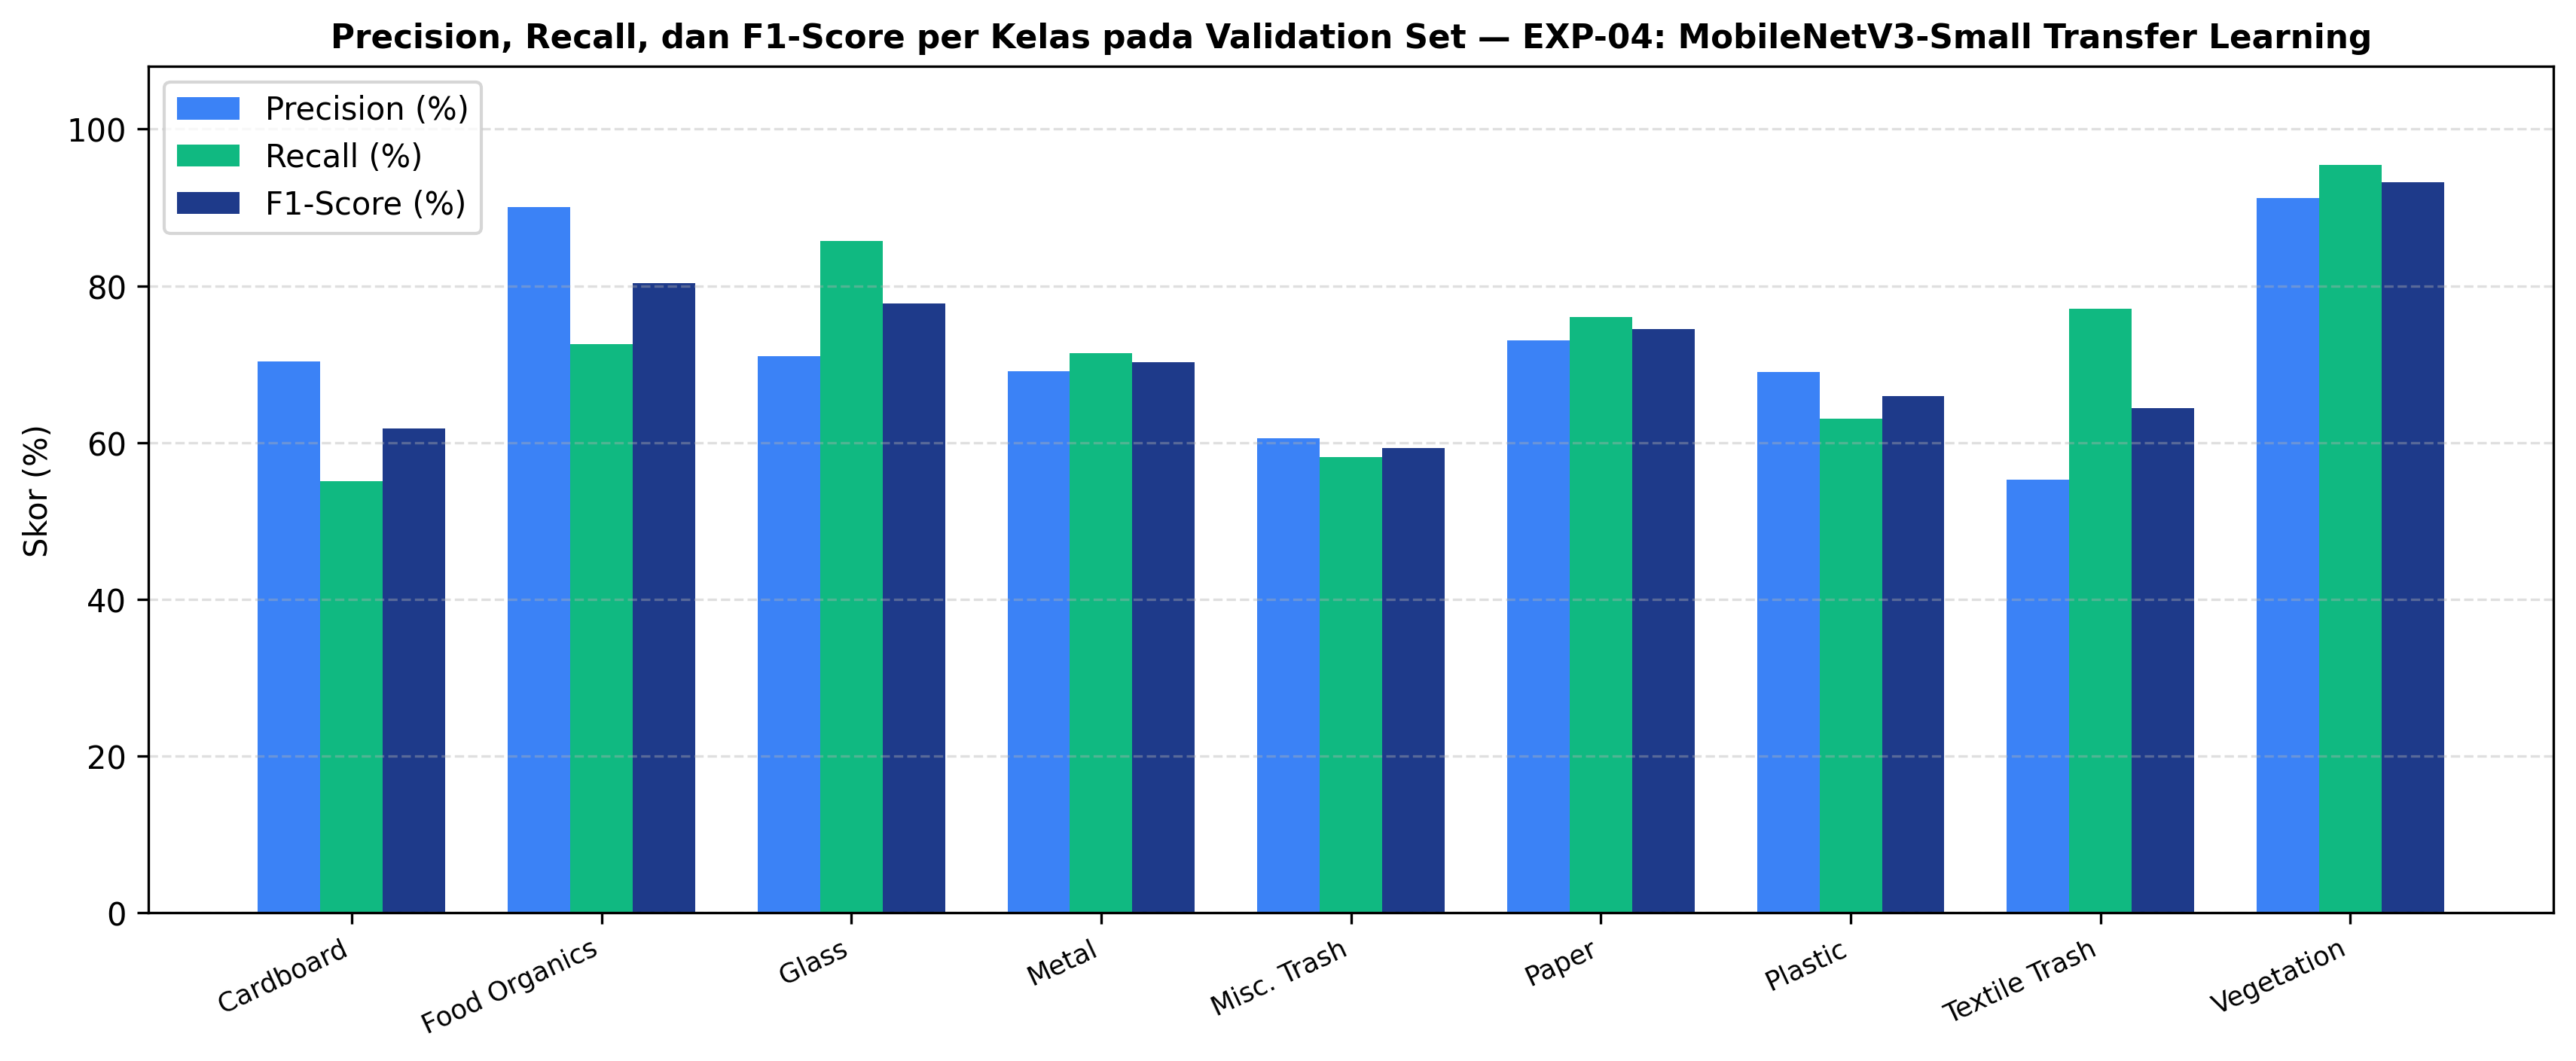 Precision, Recall, dan F1-Score per Kelas pada Validation Set — EXP-04: MobileNetV3-Small Transfer Learning
Precision (%)
Recall (%)
F1-Score (%)
Skor (%)
100
80
60
40
20
0
Cardboard
Food Organics
Glass
Metal
Misc. Trash
Paper
Plastic
Textile Trash
Vegetation